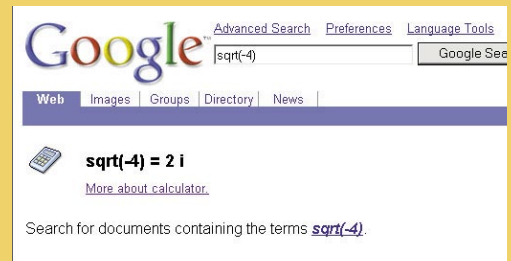 Google™ Advanced Search Preferences Language Tools
sqrt(-4) Google Sea
Web Images Groups Directory News
sqrt(-4) = 2 i
More about calculator.
Search for documents containing the terms sqrt(-4).